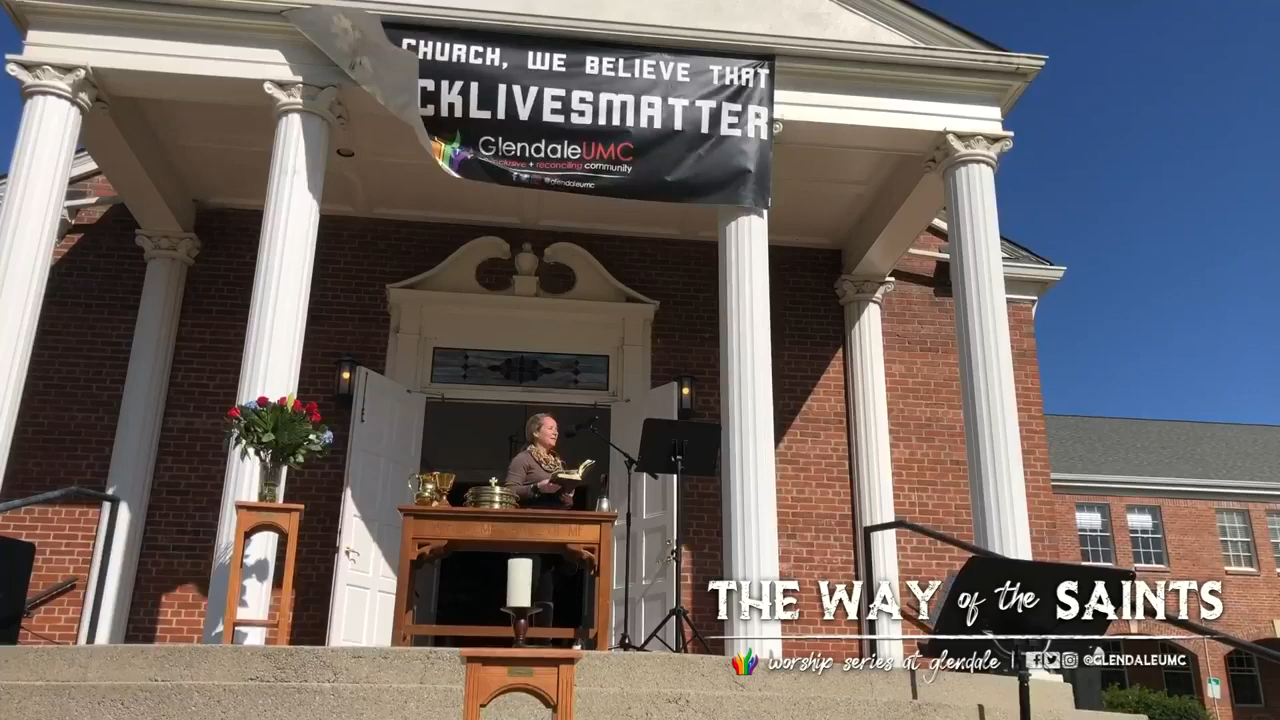 CHURCH, WE BELIEVE THAT
CKLIVESMATTER
GlendaleUMC
inclusive + reconciling community
@glendaleumc
THE WAY of the SAINTS
worship series at glendale | @GLENDALEUMC